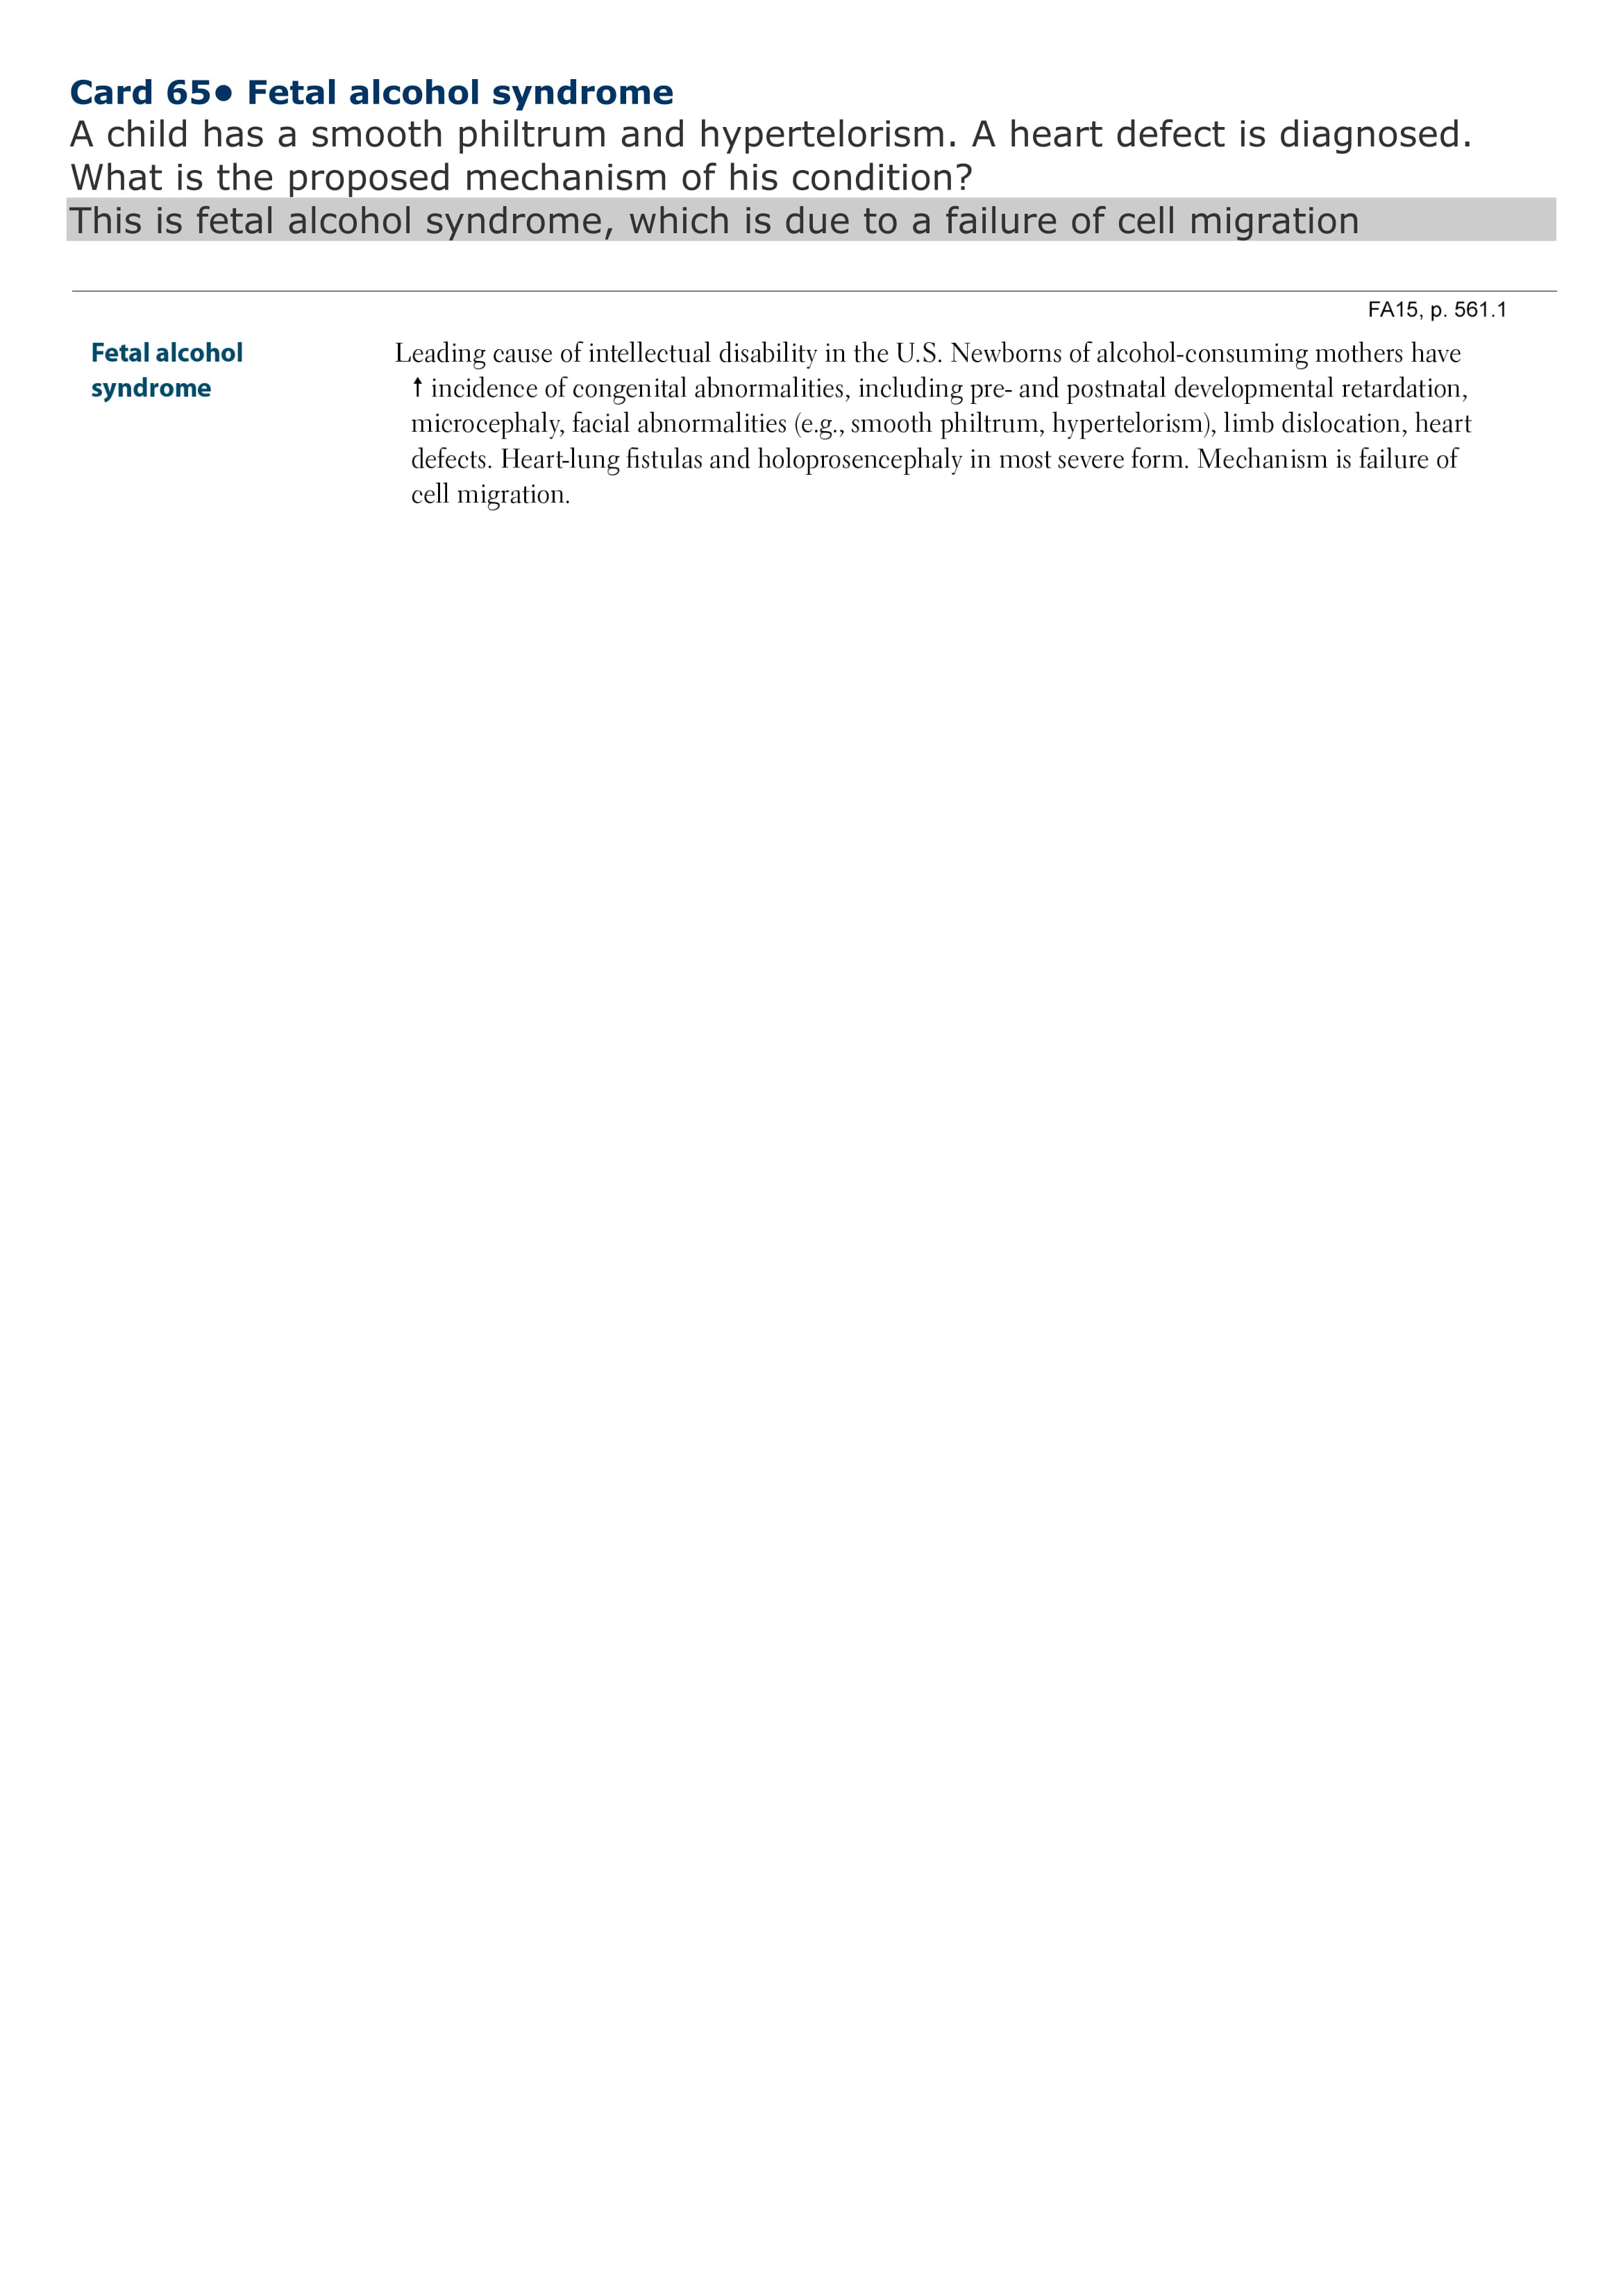 Card 65• Fetal alcohol syndrome
A child has a smooth philtrum and hypertelorism. A heart defect is diagnosed.
What is the proposed mechanism of his condition?
This is fetal alcohol syndrome, which is due to a failure of cell migration
FA15, p. 561.1
Fetal alcohol
syndrome
Leading cause of intellectual disability in the U.S. Newborns of alcohol-consuming mothers have
↑ incidence of congenital abnormalities, including pre- and postnatal developmental retardation,
microcephaly, facial abnormalities (e.g., smooth philtrum, hypertelorism), limb dislocation, heart
defects. Heart-lung fistulas and holoprosencephaly in most severe form. Mechanism is failure of
cell migration.